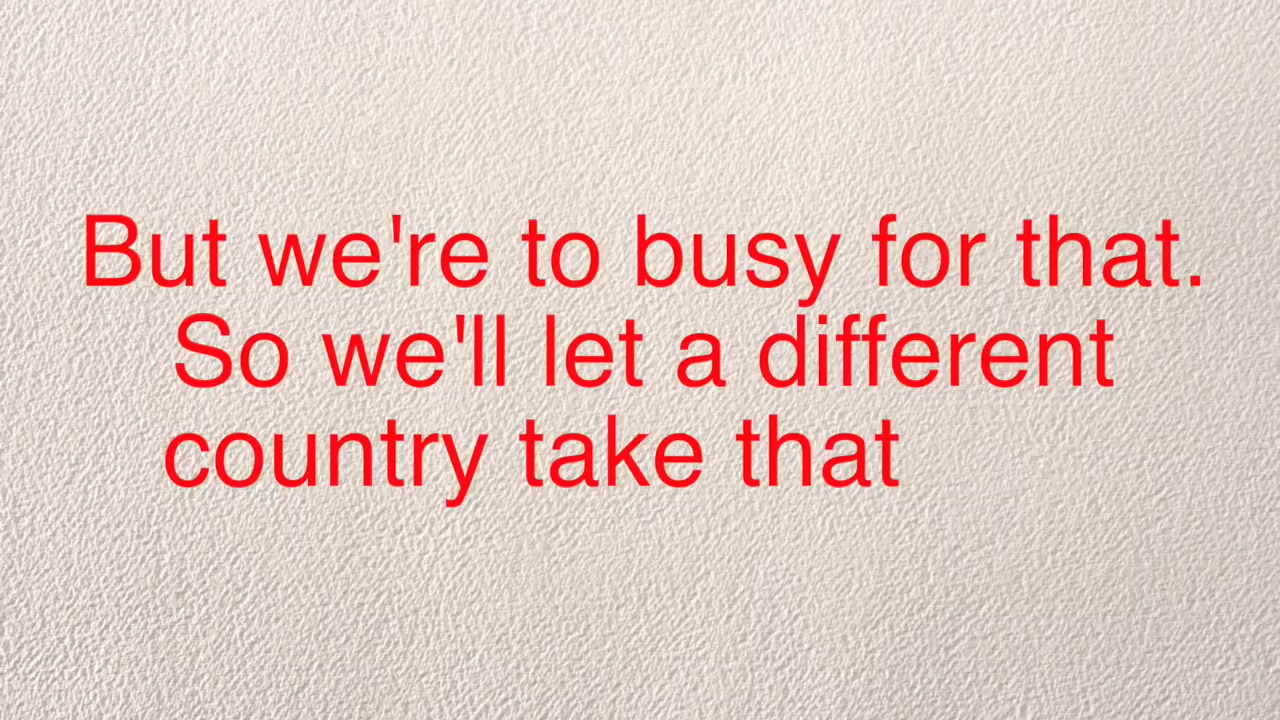 But we're to busy for that.
So we'll let a different
country take that